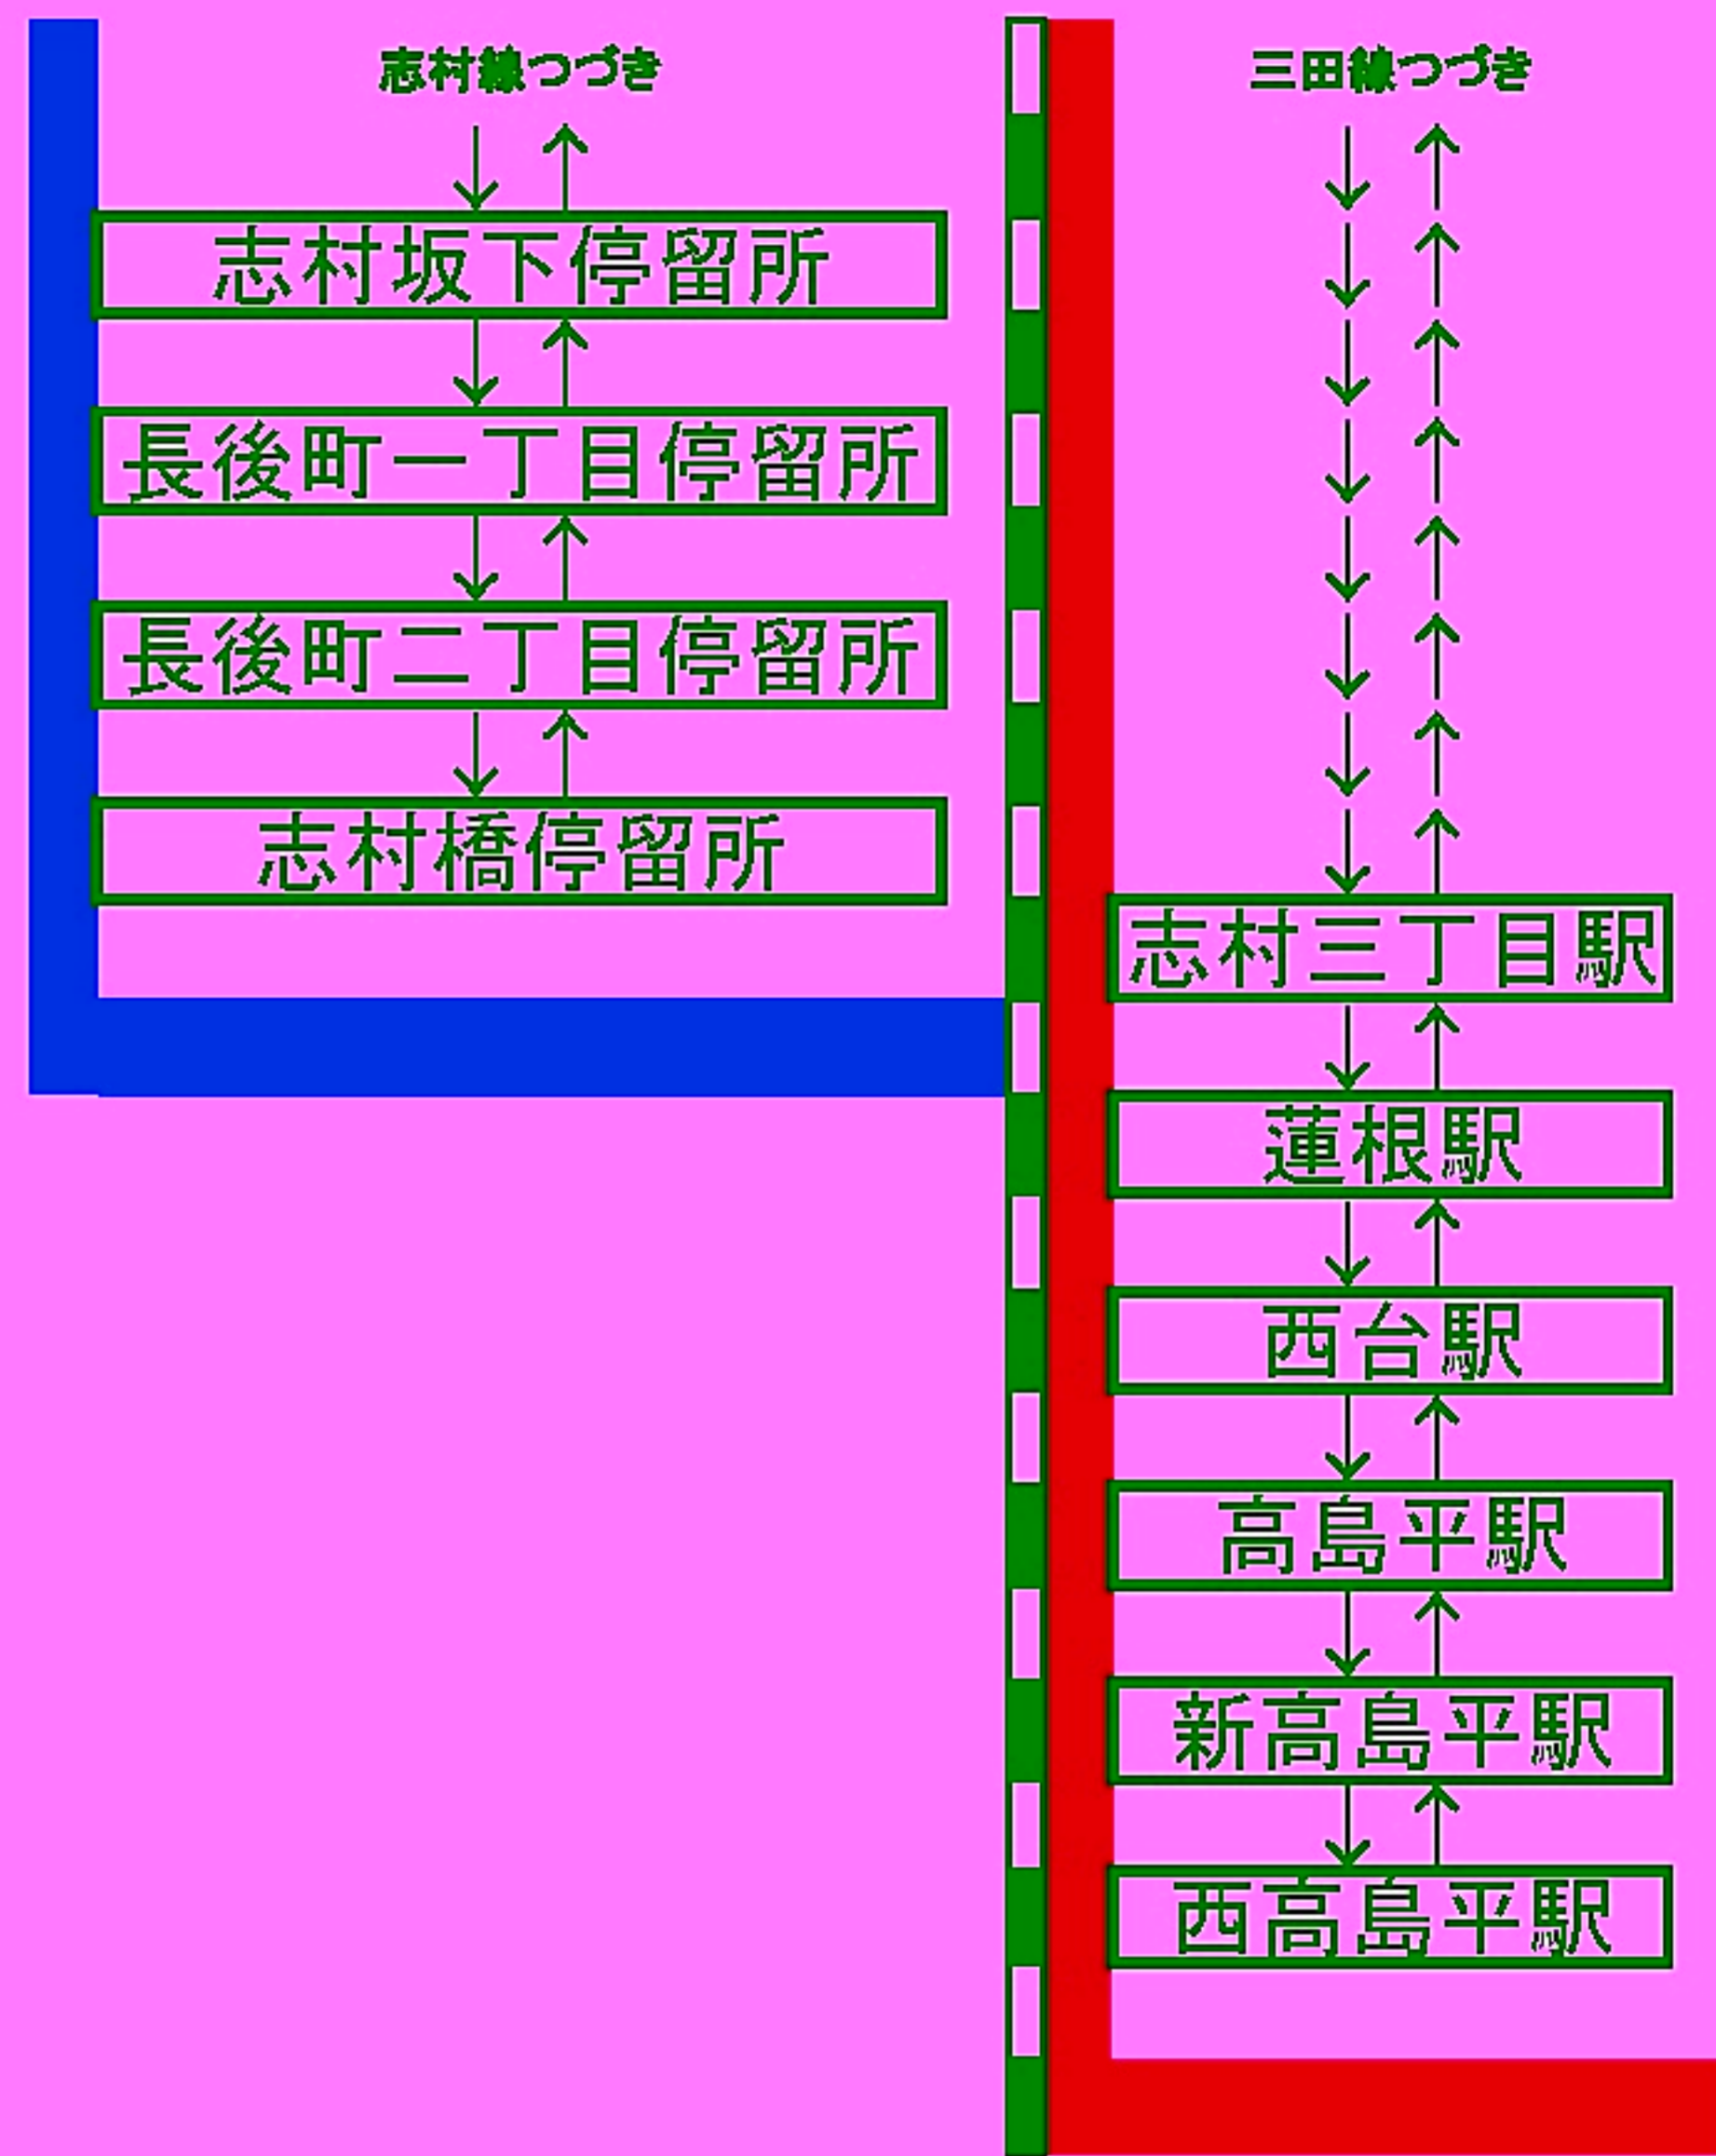 志村線つづき
志村坂下停留所
長後町一丁目停留所
長後町二丁目停留所
志村橋停留所
三田線つづき
志村三丁目駅
蓮根駅
西台駅
高島平駅
新高島平駅
西高島平駅